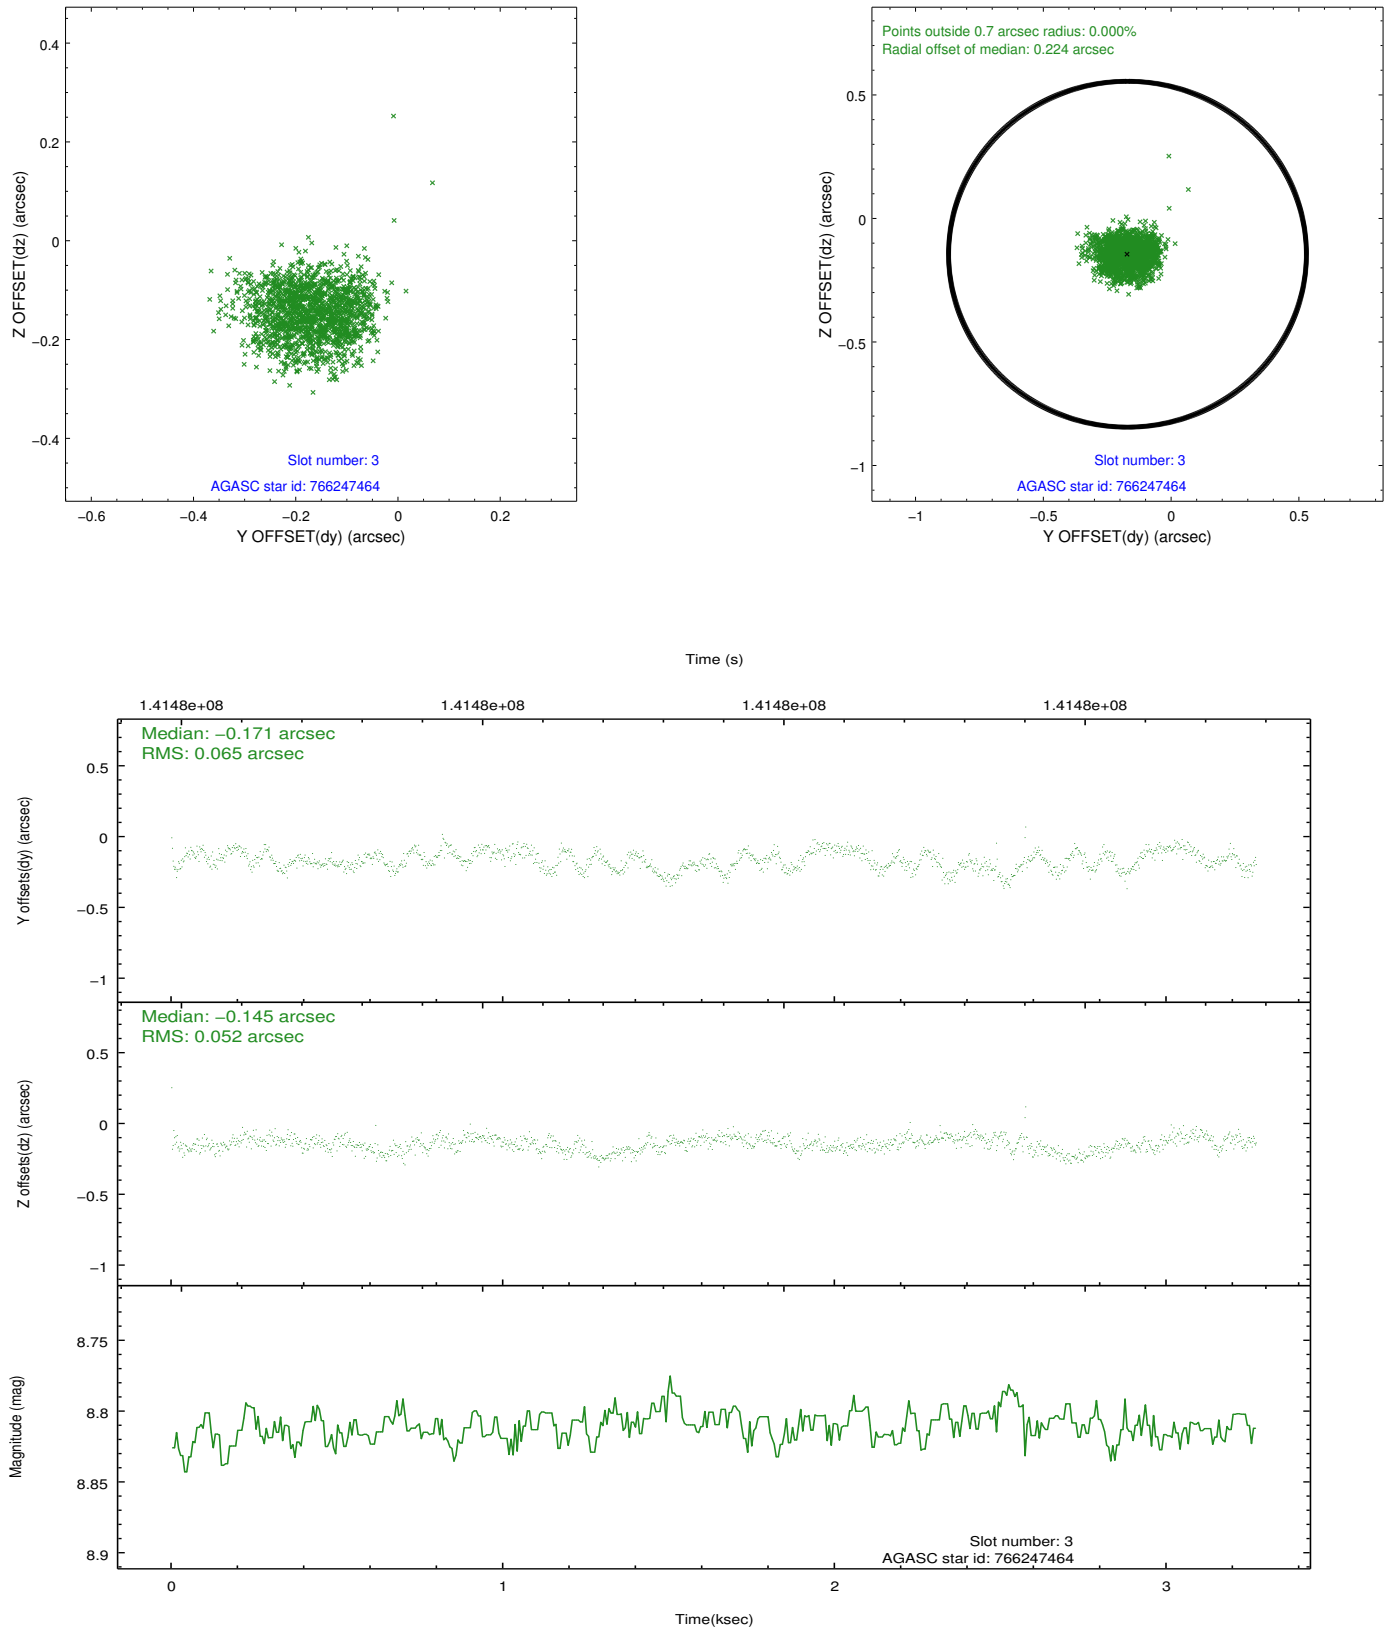 0.4
0.2
0
−0.2
−0.4
Z OFFSET(dz) (arcsec)
Slot number: 3
AGASC star id: 766247464
−0.6
−0.4
−0.2
0
0.2
Y OFFSET(dy) (arcsec)
Points outside 0.7 arcsec radius: 0.000%
Radial offset of median: 0.224 arcsec
0.5
0
−0.5
−1
Z OFFSET(dz) (arcsec)
Slot number: 3
AGASC star id: 766247464
−1
−0.5
0
0.5
Y OFFSET(dy) (arcsec)
Time (s)
1.4148e+08
1.4148e+08
1.4148e+08
1.4148e+08
Median: −0.171 arcsec
RMS: 0.065 arcsec
0.5
0
−0.5
−1
Y offsets(dy) (arcsec)
Median: −0.145 arcsec
RMS: 0.052 arcsec
0.5
0
−0.5
−1
Z offsets(dz) (arcsec)
8.75
8.8
8.85
8.9
Magnitude (mag)
Slot number: 3
AGASC star id: 766247464
0
1
2
3
Time(ksec)